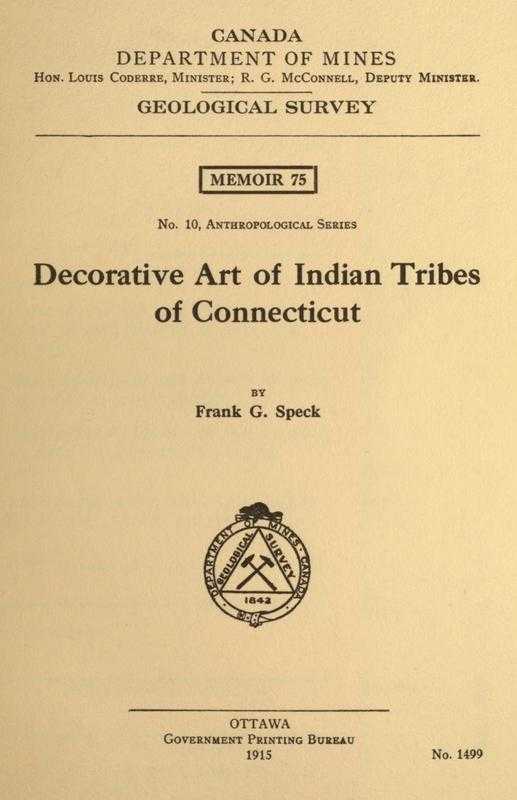 CANADA
DEPARTMENT OF MINES
HON. LOUIS CODERRE, MINISTER; R. G. MCCONNELL, DEPUTY MINISTER.
GEOLOGICAL SURVEY
MEMOIR 75
No. 10, ANTHROPOLOGICAL SERIES
Decorative Art of Indian Tribes
of Connecticut
BY
Frank G. Speck
DEPARTMENT OF MINES · CANADA
GEOLOGICAL SURVEY
1842
OTTAWA
GOVERNMENT PRINTING BUREAU
1915
No. 1499